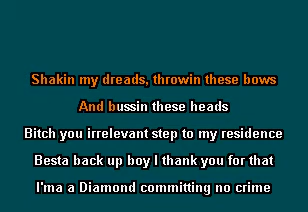 Shakin my dreads, throwin these bows
And bussin these heads
Bitch you irrelevant step to my residence
Besta back up boy I thank you for that
I'ma a Diamond committing no crime